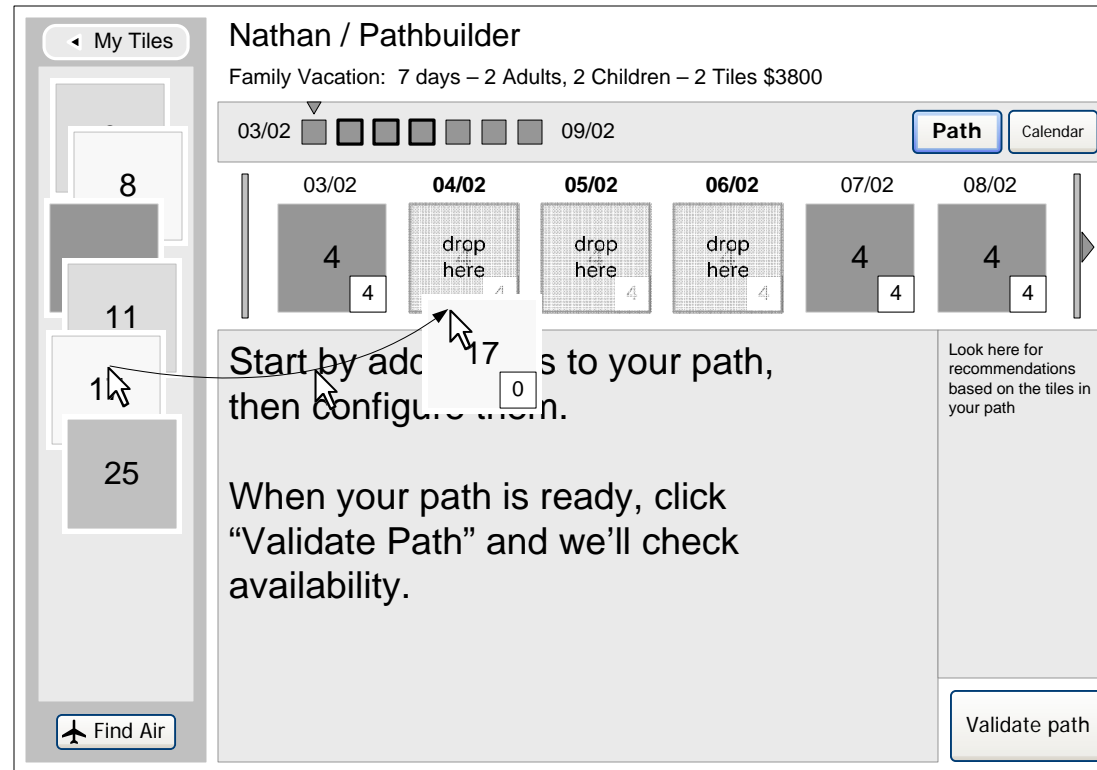 My Tiles
Nathan / Pathbuilder
Family Vacation: 7 days – 2 Adults, 2 Children – 2 Tiles $3800
03/02
09/02
Path
Calendar
8
11
25
Find Air
03/02
04/02
05/02
06/02
07/02
08/02
4
4
drop
here
4
drop
here
4
drop
here
4
4
4
4
4
17
0
Start by to your path,
then them.
When your path is ready, click
“Validate Path” and we’ll check
availability.
Look here for
recommendations
based on the tiles in
your path
Validate path